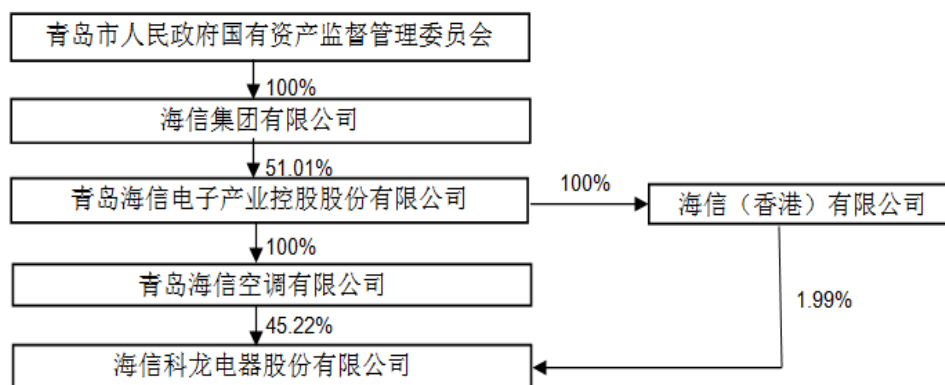 青岛市人民政府国有资产监督管理委员会
100%
海信集团有限公司
51.01%
青岛海信电子产业控股股份有限公司
100%
海信（香港）有限公司
100%
青岛海信空调有限公司
1.99%
45.22%
海信科龙电器股份有限公司